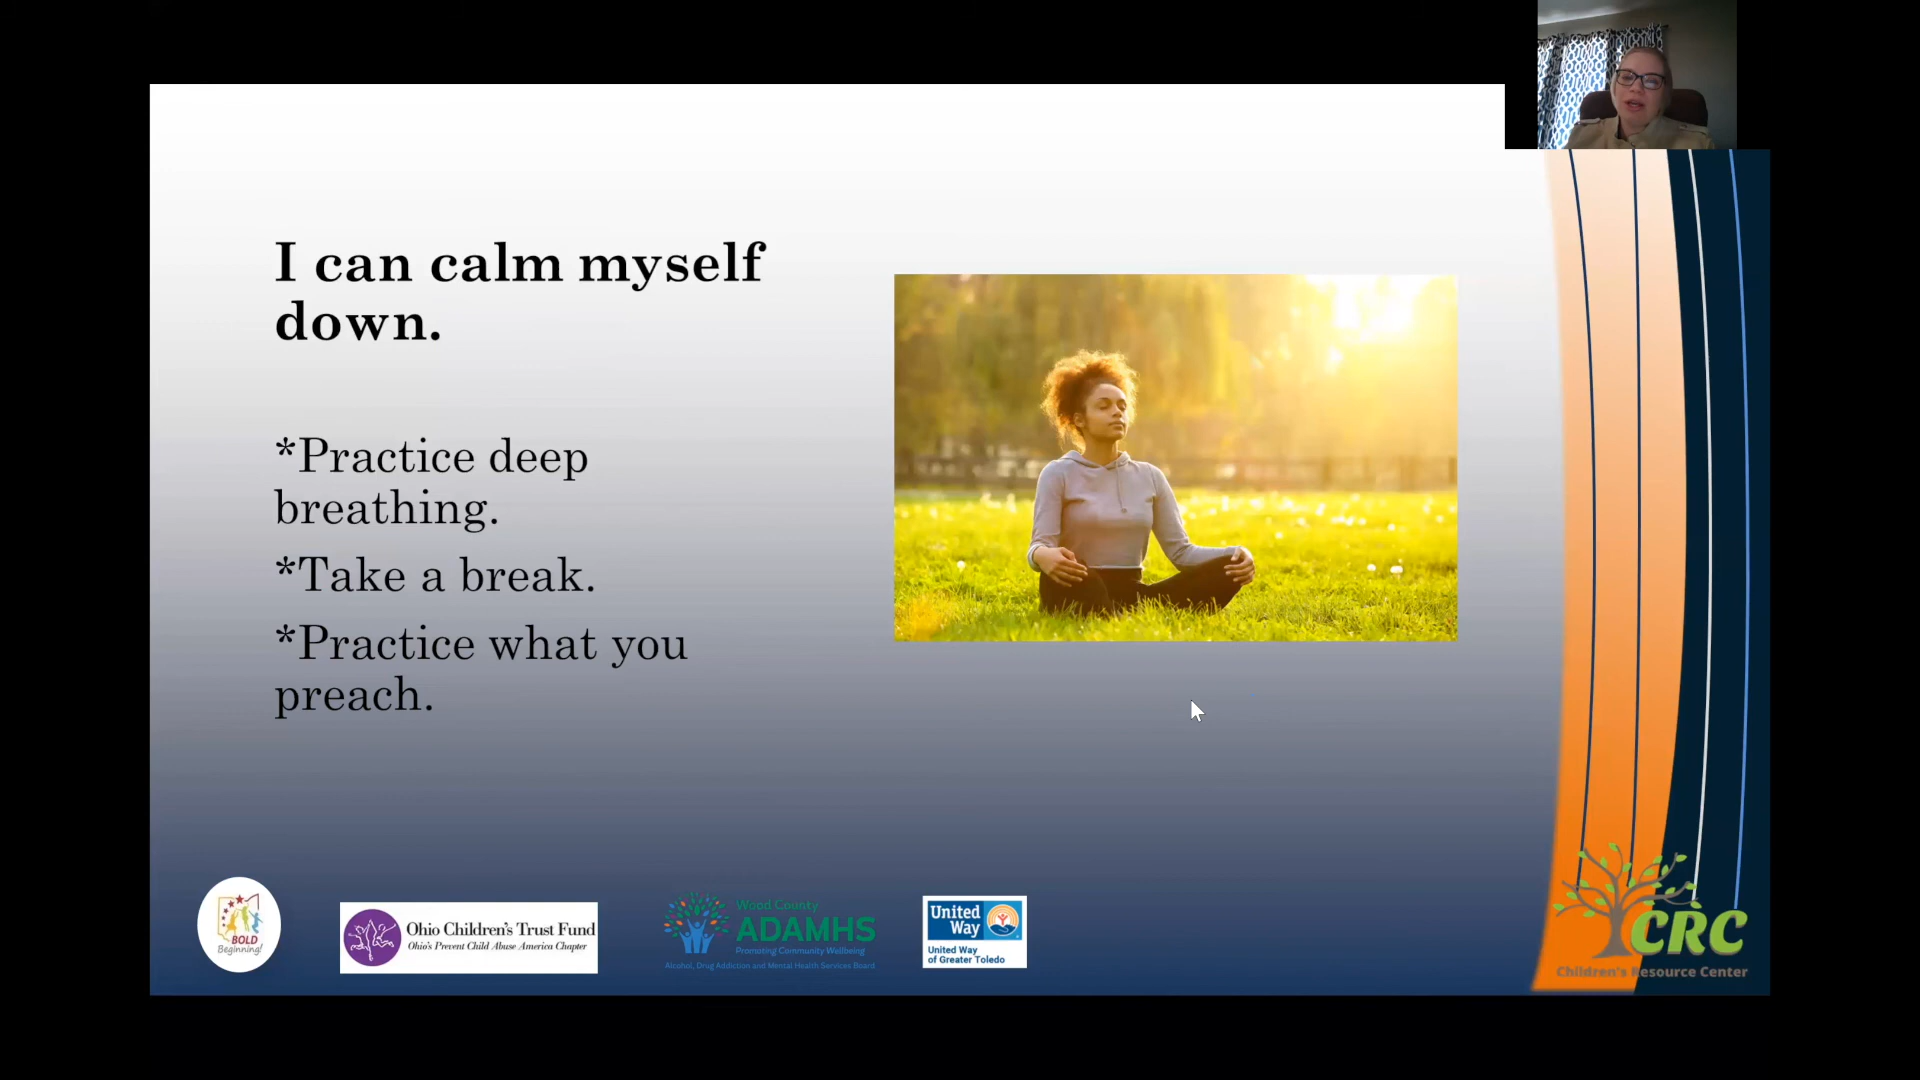 I can calm myself
down.
*Practice deep
breathing.
*Take a break.
*Practice what you
preach.
BOLD
Beginning!
Ohio Children's Trust Fund
Ohio's Prevent Child Abuse America Chapter
Wood County
ADAMHS
Promoting Community Wellbeing
Alcohol, Drug Addiction and Mental Health Services Board
United
Way
United Way
of Greater Toledo
CRC
Children's Resource Center